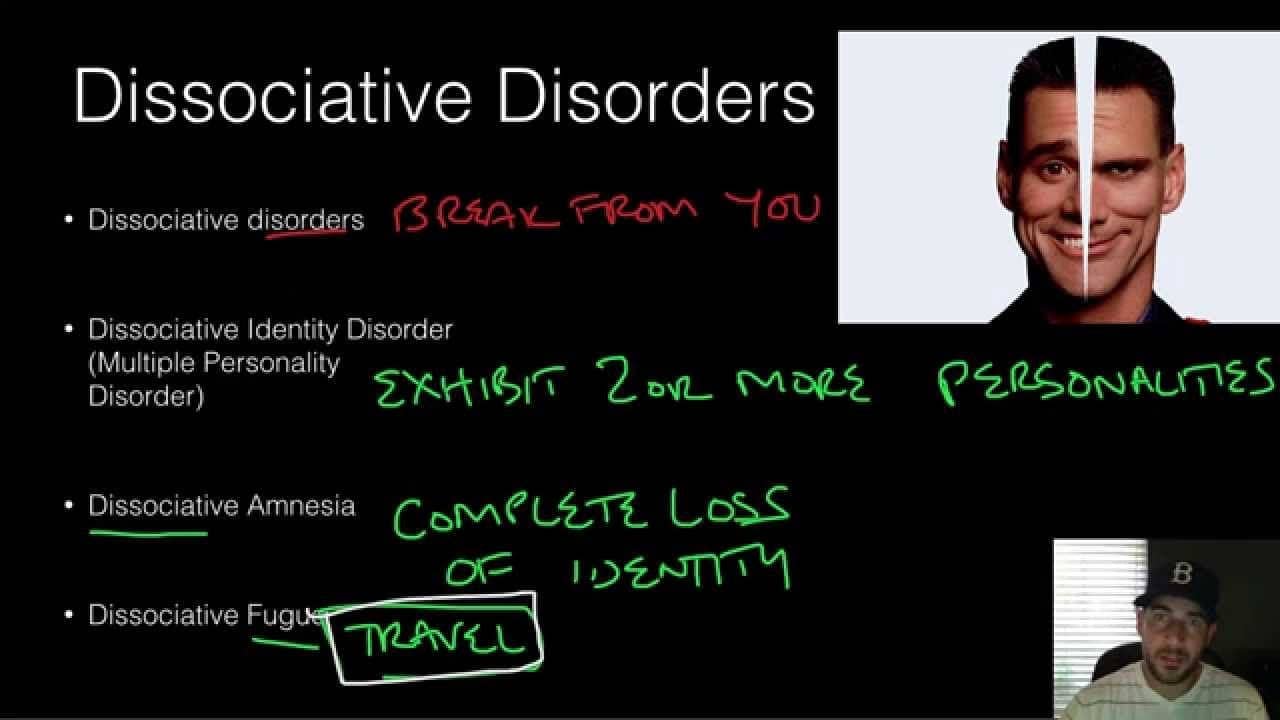 Dissociative Disorders
• Dissociative disorders BREAK FROM YOU
• Dissociative Identity Disorder
(Multiple Personality
Disorder) EXHIBIT 2 OR MORE PERSONALITIES
• Dissociative Amnesia COMPLETE LOSS
OF IDENTITY
• Dissociative Fugue TRAVEL
B